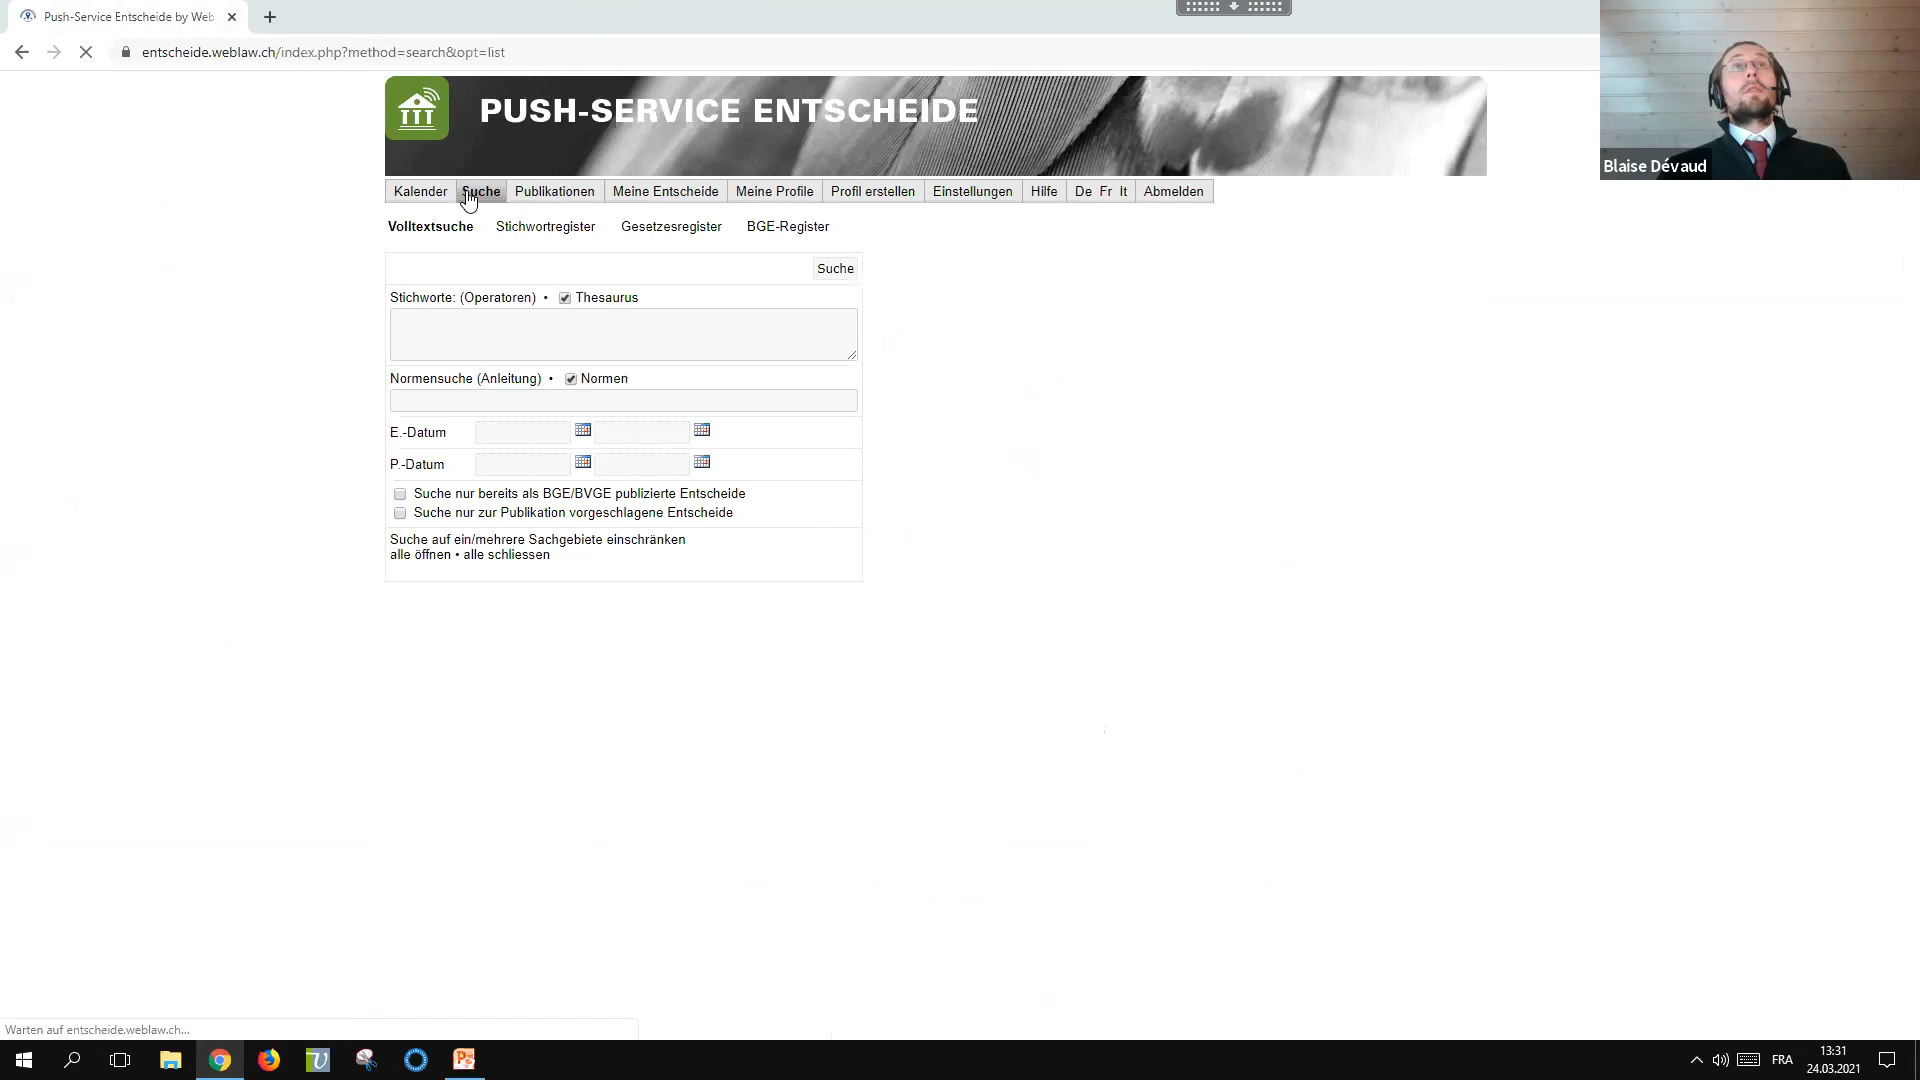 Push-Service Entscheide by Web
entscheide.weblaw.ch/index.php?method=search&opt=list
PUSH-SERVICE ENTSCHEIDE
Blaise Dévaud
Kalender Suche Publikationen Meine Entscheide Meine Profile Profil erstellen Einstellungen Hilfe De Fr It Abmelden
Volltextsuche Stichwortregister Gesetzesregister BGE-Register
Suche
Stichworte: (Operatoren) • Thesaurus
Normensuche (Anleitung) • Normen
E.-Datum
P.-Datum
Suche nur bereits als BGE/BVGE publizierte Entscheide
Suche nur zur Publikation vorgeschlagene Entscheide
Suche auf ein/mehrere Sachgebiete einschränken
alle öffnen • alle schliessen
Warten auf entscheide.weblaw.ch...
FRA
13:31
24.03.2021